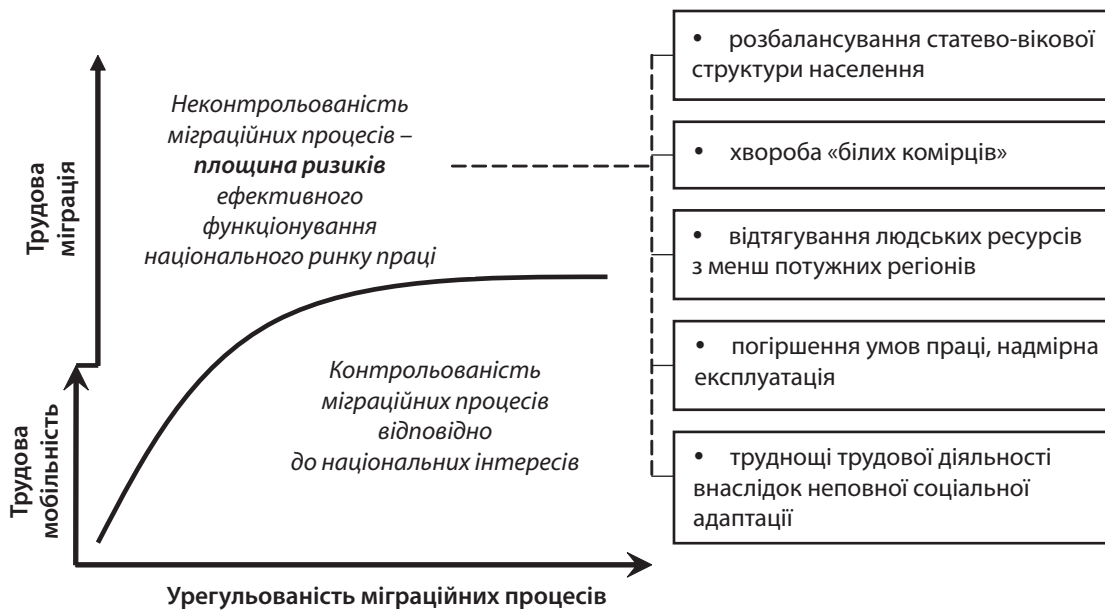 Трудова
міграція
Трудова
мобільність
Неконтрольованість
міграційних процесів –
площина ризиків
ефективного
функціонування
національного ринку праці
Контрольованість
міграційних процесів
відповідно
до національних інтересів
Урегульованість міграційних процесів
• розбалансування статево-вікової
структури населення
• хвороба «білих комірців»
• відтягування людських ресурсів
з менш потужних регіонів
• погіршення умов праці, надмірна
експлуатація
• труднощі трудової діяльності
внаслідок неповної соціальної
адаптації